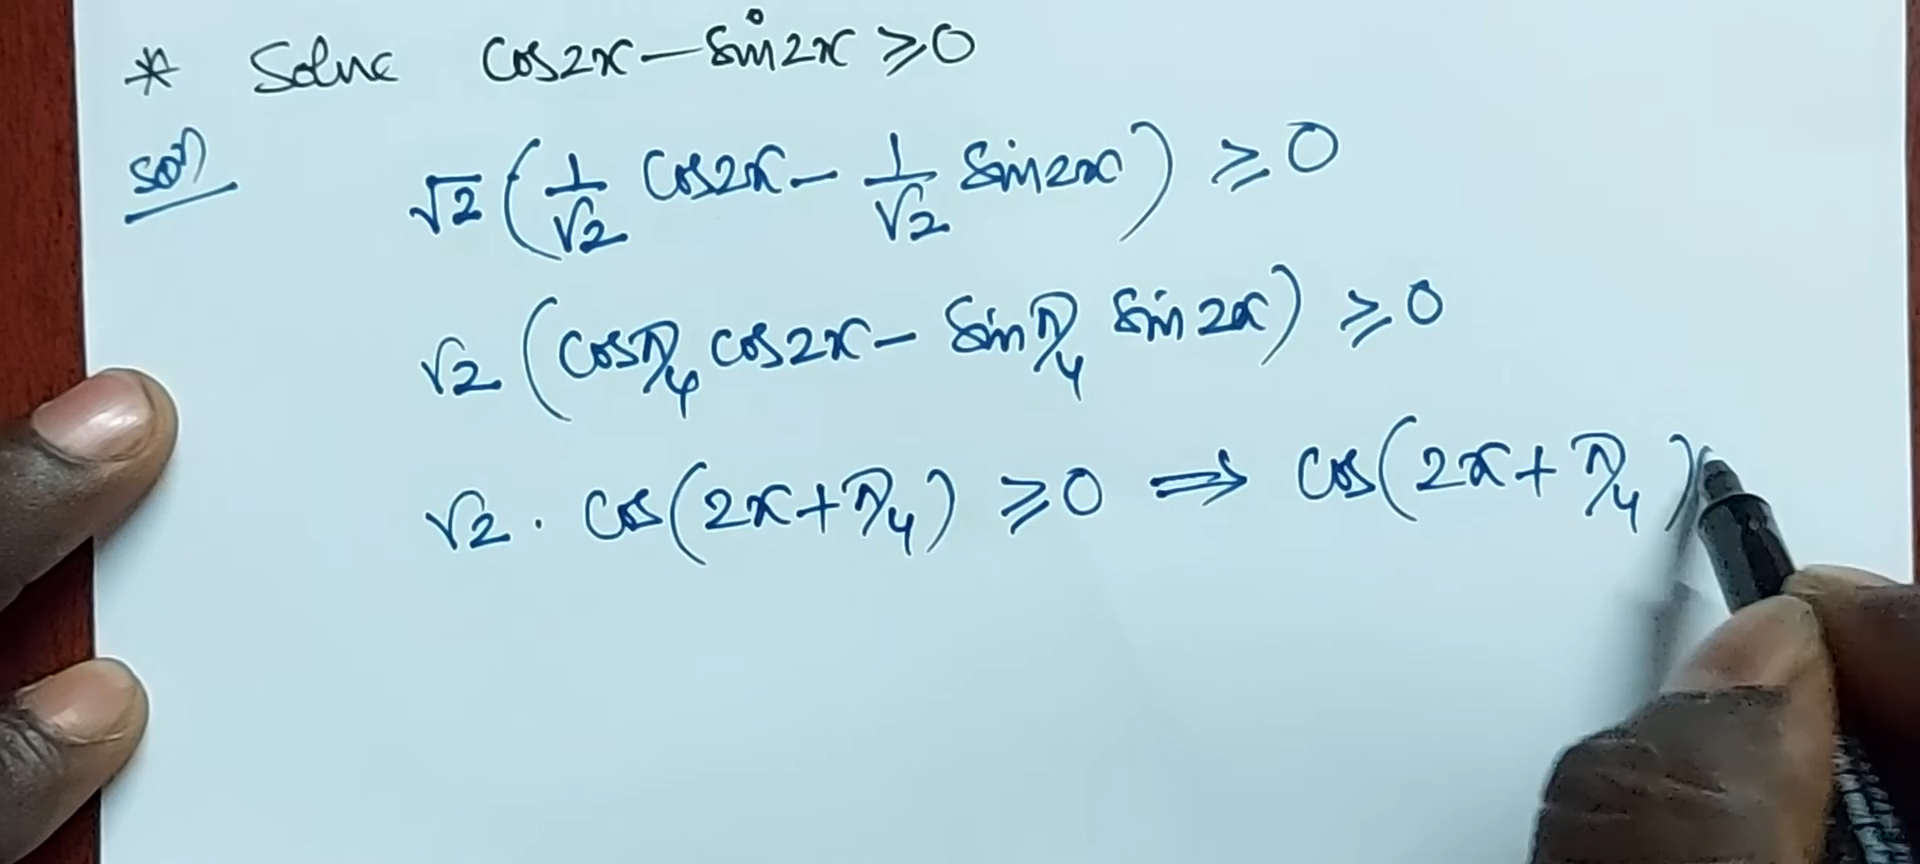 * Solve cos2x - sin2x ≥ 0
Soln √2 (1/√2 cos2x - 1/√2 sin2x) ≥ 0
√2 (cos π/4 cos2x - sin π/4 sin2x) ≥ 0
√2 . cos(2x + π/4) ≥ 0 ⇒ cos(2x + π/4)